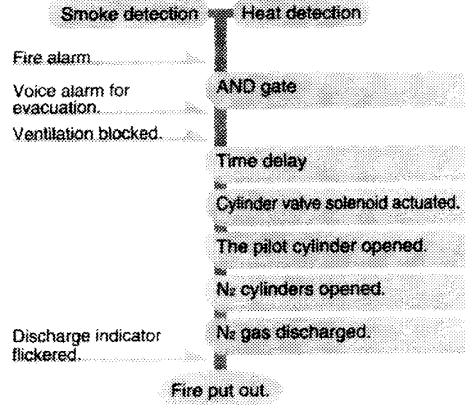 Smoke detection
Heat detection
Fire alarm
AND gate
Voice alarm for
evacuation.
Ventilation blocked.
Time delay
Cylinder valve solenoid actuated.
The pilot cylinder opened.
N₂ cylinders opened.
N₂ gas discharged.
Discharge indicator
flickered.
Fire put out.